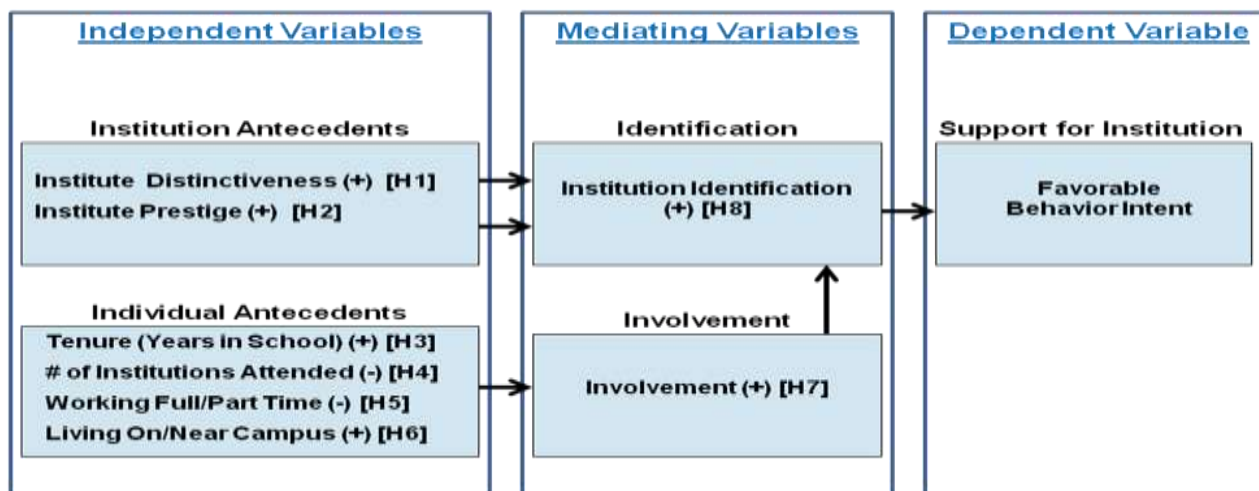 Independent Variables
Institution Antecedents
Institute Distinctiveness (+) [H1]
Institute Prestige (+) [H2]
Individual Antecedents
Tenure (Years in School) (+) [H3]
# of Institutions Attended (-) [H4]
Working Full/Part Time (-) [H5]
Living On/Near Campus (+) [H6]
Mediating Variables
Identification
Institution Identification
(+) [H8]
Involvement
Involvement (+) [H7]
Dependent Variable
Support for Institution
Favorable
Behavior Intent